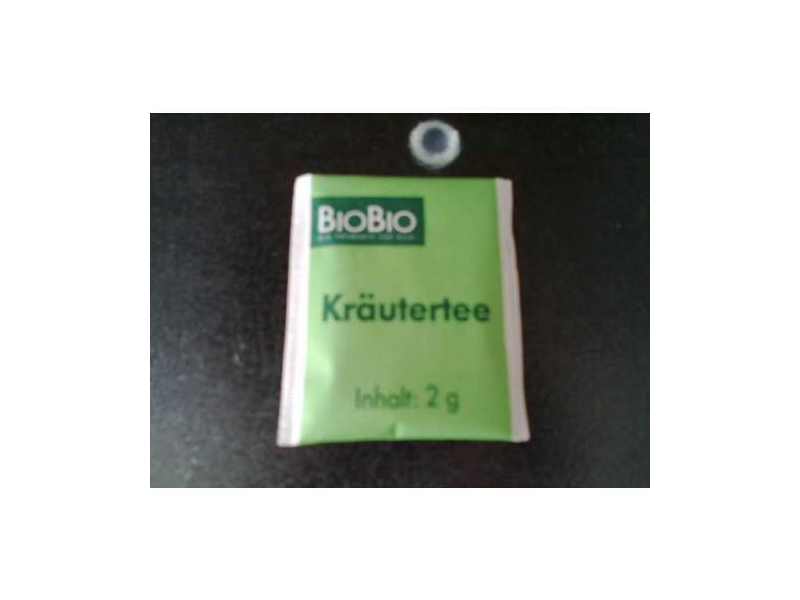 BIOBIO
Kräutertee
Inhalt: 2 g